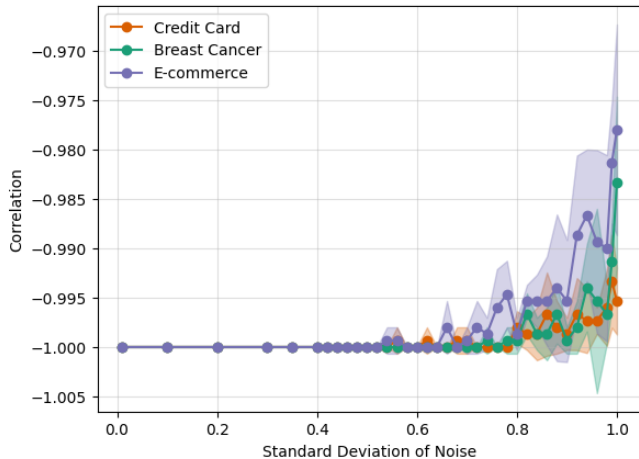 Credit Card
Breast Cancer
E-commerce
−0.970
−0.975
−0.980
−0.985
−0.990
−0.995
−1.000
−1.005
Correlation
0.0 0.2 0.4 0.6 0.8 1.0
Standard Deviation of Noise